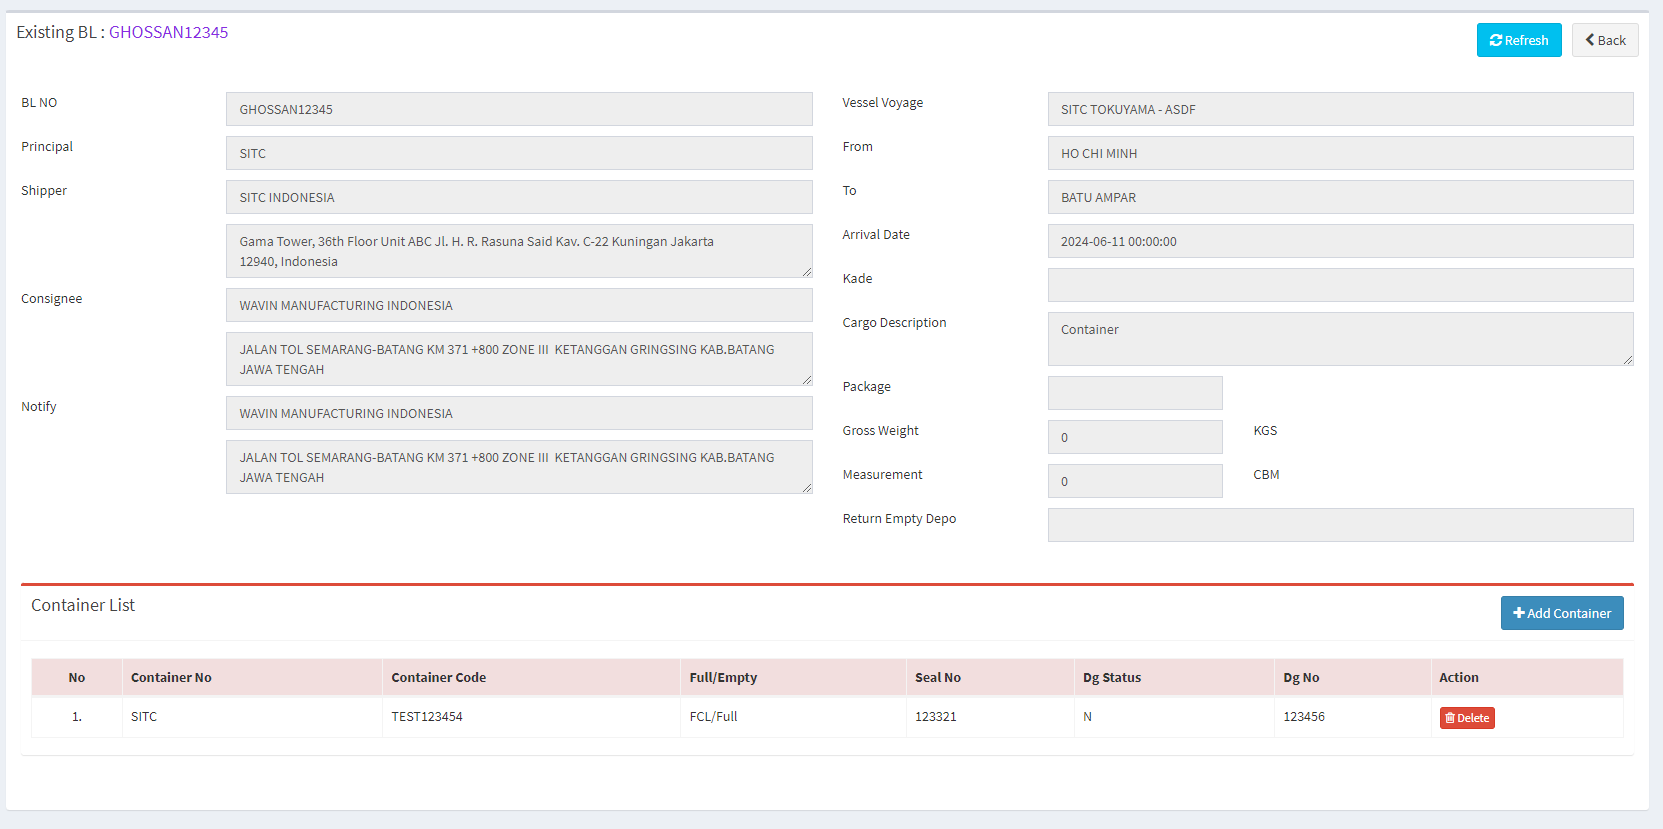 Existing BL : GHOSSAN12345
Refresh
Back
BL NO
GHOSSAN12345
Principal
SITC
Shipper
SITC INDONESIA
Gama Tower, 36th Floor Unit ABC Jl. H. R. Rasuna Said Kav. C-22 Kuningan Jakarta
12940, Indonesia
Consignee
WAVIN MANUFACTURING INDONESIA
JALAN TOL SEMARANG-BATANG KM 371 +800 ZONE III  KETANGGAN GRINGSING KAB.BATANG
JAWA TENGAH
Notify
WAVIN MANUFACTURING INDONESIA
JALAN TOL SEMARANG-BATANG KM 371 +800 ZONE III  KETANGGAN GRINGSING KAB.BATANG
JAWA TENGAH
Vessel Voyage
SITC TOKUYAMA - ASDF
From
HO CHI MINH
To
BATU AMPAR
Arrival Date
2024-06-11 00:00:00
Kade
Cargo Description
Container
Package
Gross Weight
0
KGS
Measurement
0
CBM
Return Empty Depo
Container List
Add Container
No Container No Container Code Full/Empty Seal No Dg Status Dg No Action
1. SITC TEST123454 FCL/Full 123321 N 123456 Delete